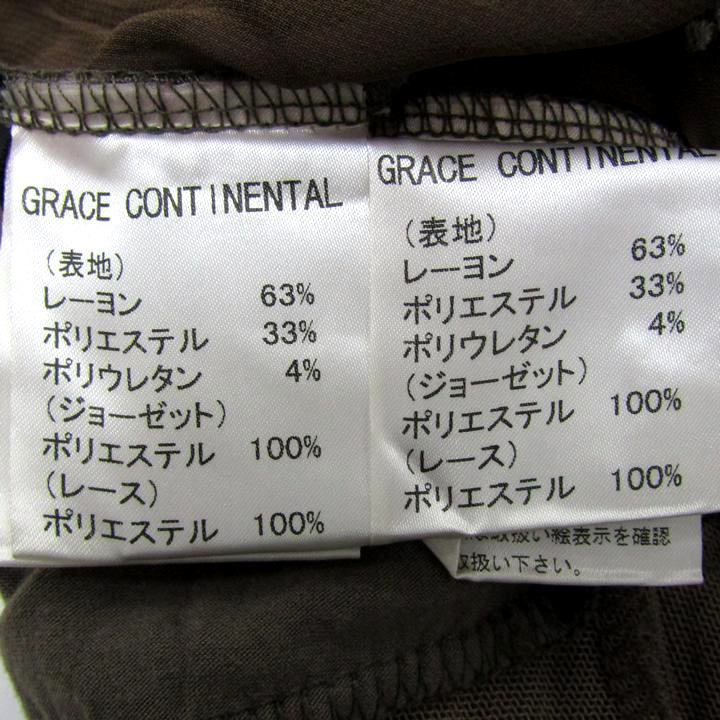 GRACE CONTINENTAL
(表地)
レーヨン 63%
ポリエステル 33%
ポリウレタン 4%
(ジョーゼット)
ポリエステル 100%
(レース)
ポリエステル 100%
GRACE CONTINENTAL
(表地)
レーヨン 63%
ポリエステル 33%
ポリウレタン 4%
(ジョーゼット)
ポリエステル 100%
(レース)
ポリエステル 100%
取扱い絵表示を確認
取扱い下さい。